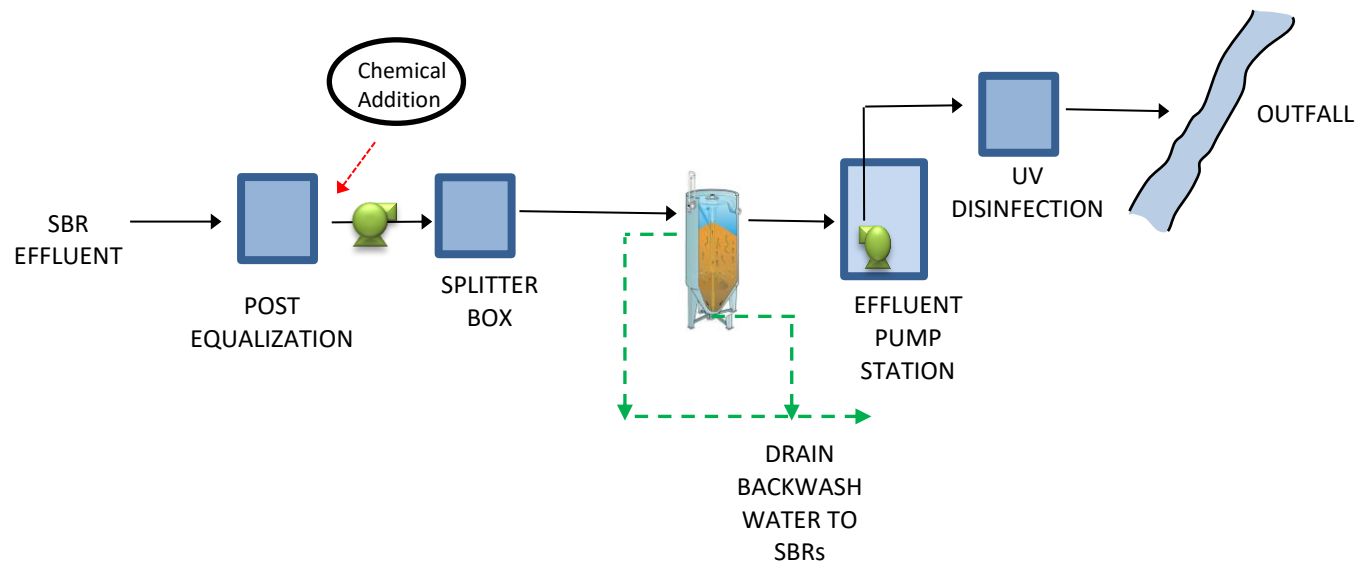 Chemical
Addition
SBR
EFFLUENT
POST
EQUALIZATION
SPLITTER
BOX
EFFLUENT
PUMP
STATION
UV
DISINFECTION
OUTFALL
DRAIN
BACKWASH
WATER TO
SBRs